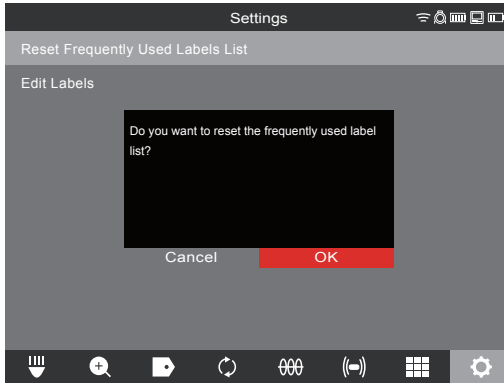 Settings
Reset Frequently Used Labels List
Edit Labels
Do you want to reset the frequently used label
list?
Cancel OK